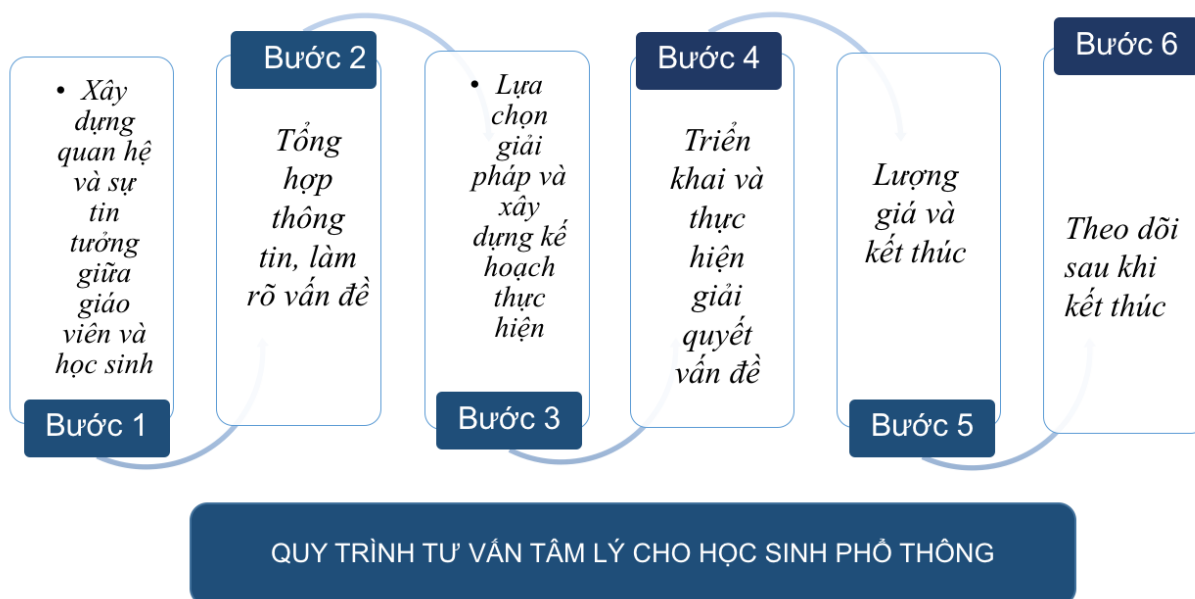 Bước 1
• Xây
dựng
quan hệ
và sự
tin
tưởng
giữa
giáo
viên và
học sinh
Bước 2
Tổng
hợp
thông
tin, làm
rõ vấn đề
Bước 3
• Lựa
chọn
giải
pháp và
xây
dựng kế
hoạch
thực
hiện
Bước 4
Triển
khai và
thực
hiện
giải
quyết
vấn đề
Bước 5
Lượng
giá và
kết thúc
Bước 6
Theo dõi
sau khi
kết thúc
QUY TRÌNH TƯ VẤN TÂM LÝ CHO HỌC SINH PHỔ THÔNG